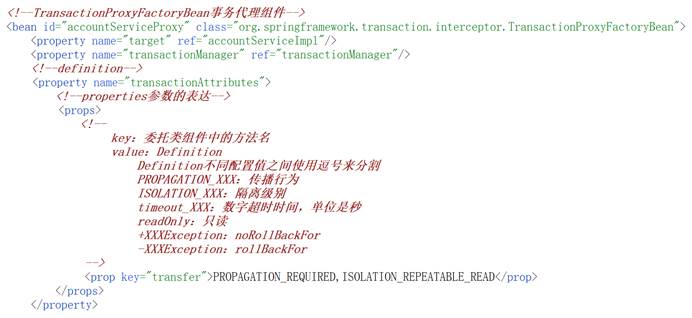 <!--TransactionProxyFactoryBean事务代理组件-->
<bean id="accountServiceProxy" class="org.springframework.transaction.interceptor.TransactionProxyFactoryBean">
<property name="target" ref="accountServiceImpl"/>
<property name="transactionManager" ref="transactionManager"/>
<!--definition-->
<property name="transactionAttributes">
<!--properties参数的表达-->
<props>
<!--
key：委托类组件中的方法名
value：Definition
Definition不同配置值之间使用逗号来分割
PROPAGATION_XXX：传播行为
ISOLATION_XXX：隔离级别
timeout_XXX：数字超时时间，单位是秒
readOnly：只读
+XXXException：noRollBackFor
-XXXException：rollBackFor
-->
<prop key="transfer">PROPAGATION_REQUIRED,ISOLATION_REPEATABLE_READ</prop>
</props>
</property>